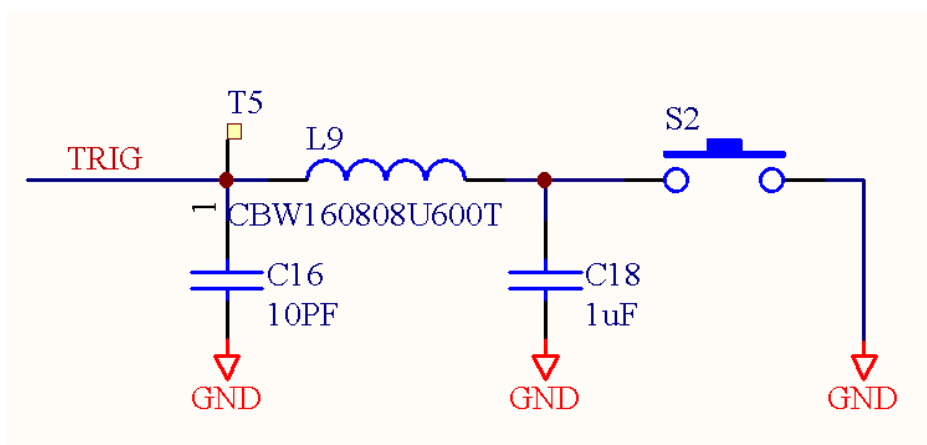 T5
S2
L9
TRIG
1
CBW160808U600T
C16
10PF
C18
1uF
GND
GND
GND